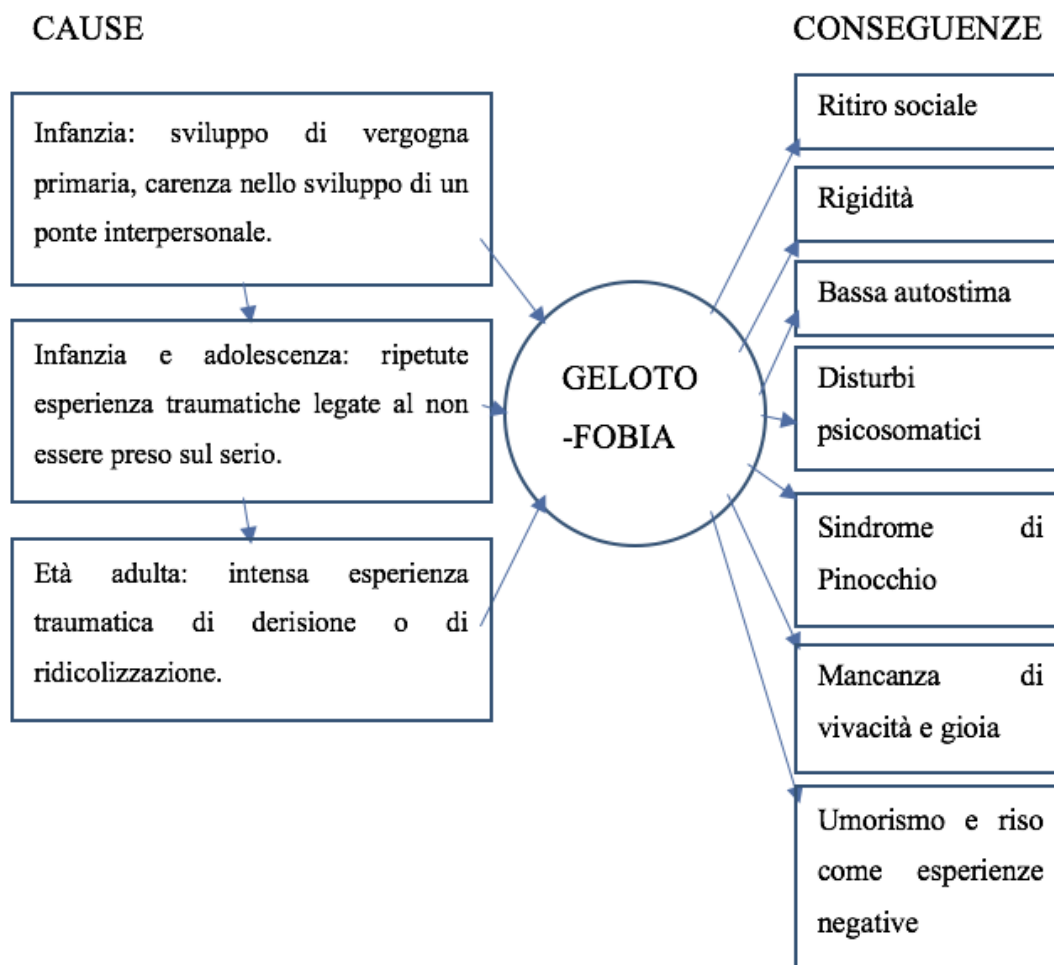 CAUSE
Infanzia: sviluppo di vergogna
primaria, carenza nello sviluppo di un
ponte interpersonale.
Infanzia e adolescenza: ripetute
esperienza traumatiche legate al non
essere preso sul serio.
Età adulta: intensa esperienza
traumatica di derisione o di
ridicolizzazione.
GELOTO
-FOBIA
CONSEGUENZE
Ritiro sociale
Rigidità
Bassa autostima
Disturbi
psicosomatici
Sindrome di
Pinocchio
Mancanza di
vivacità e gioia
Umorismo e riso
come esperienze
negative